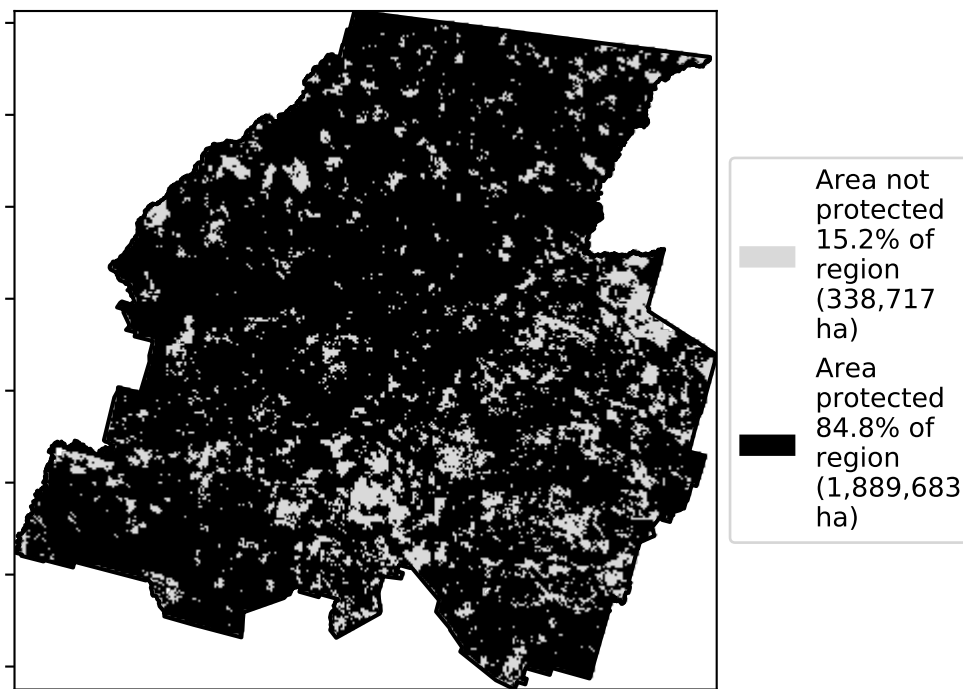 Area not
protected
15.2% of
region
(338,717
ha)
Area
protected
84.8% of
region
(1,889,683
ha)